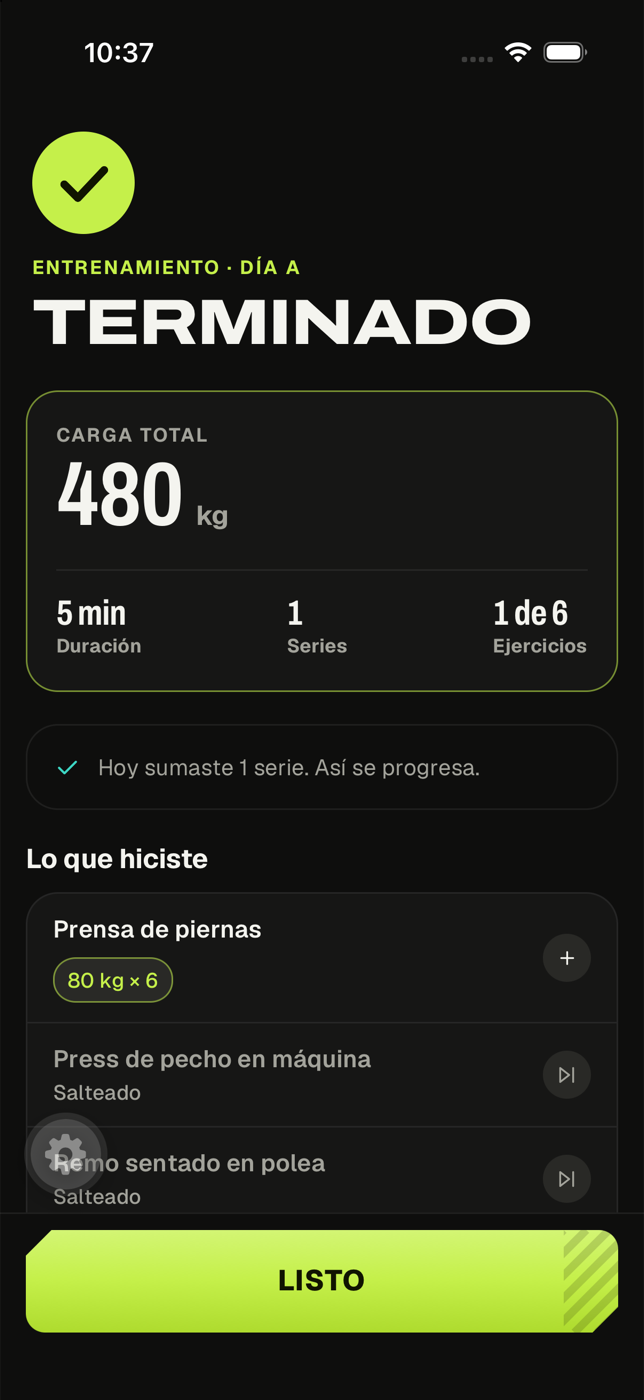 10:37
ENTRENAMIENTO · DÍA A
TERMINADO
CARGA TOTAL
480 kg
5 min
Duración
1
Series
1 de 6
Ejercicios
Hoy sumaste 1 serie. Así se progresa.
Lo que hiciste
Prensa de piernas
80 kg × 6
Press de pecho en máquina
Salteado
Remo sentado en polea
Salteado
LISTO